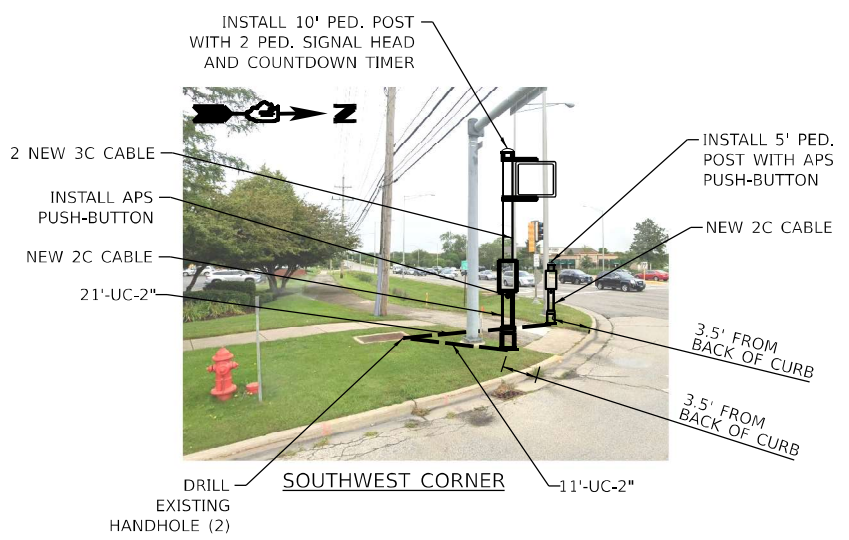 INSTALL 10' PED. POST
WITH 2 PED. SIGNAL HEAD
AND COUNTDOWN TIMER
N
2 NEW 3C CABLE
INSTALL APS
PUSH-BUTTON
NEW 2C CABLE
21'-UC-2"
INSTALL 5' PED.
POST WITH APS
PUSH-BUTTON
NEW 2C CABLE
3.5' FROM
BACK OF CURB
3.5' FROM
BACK OF CURB
DRILL
EXISTING
HANDHOLE (2)
SOUTHWEST CORNER
11'-UC-2"